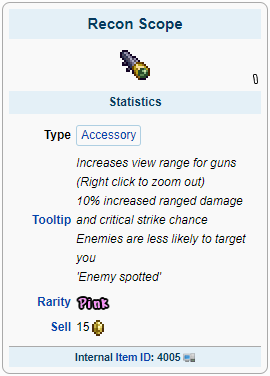 Recon Scope
Statistics
Type Accessory
Increases view range for guns
(Right click to zoom out)
10% increased ranged damage
Tooltip and critical strike chance
Enemies are less likely to target
you
'Enemy spotted'
Rarity Pink
Sell 15
Internal Item ID: 4005